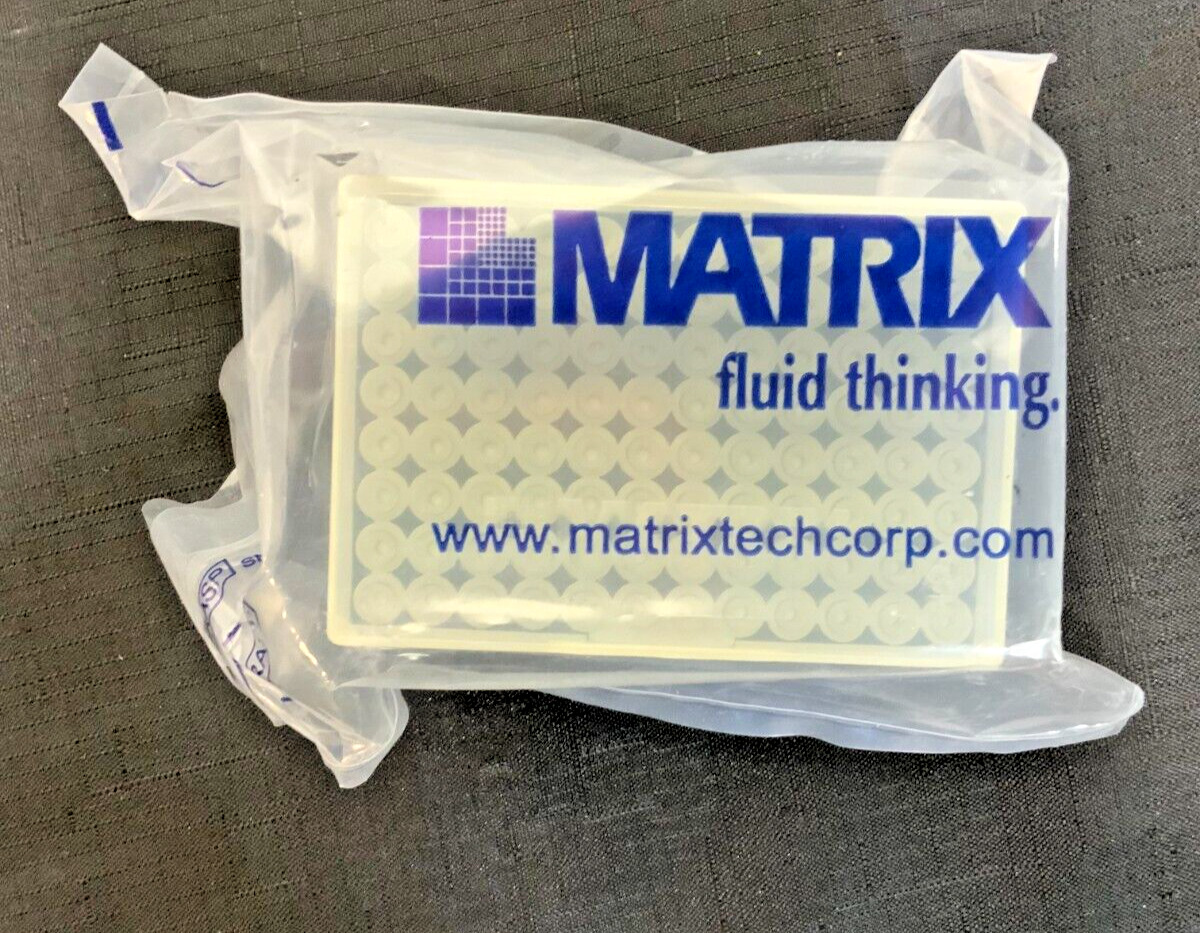 MATRIX
fluid thinking.
www.matrixtechcorp.com